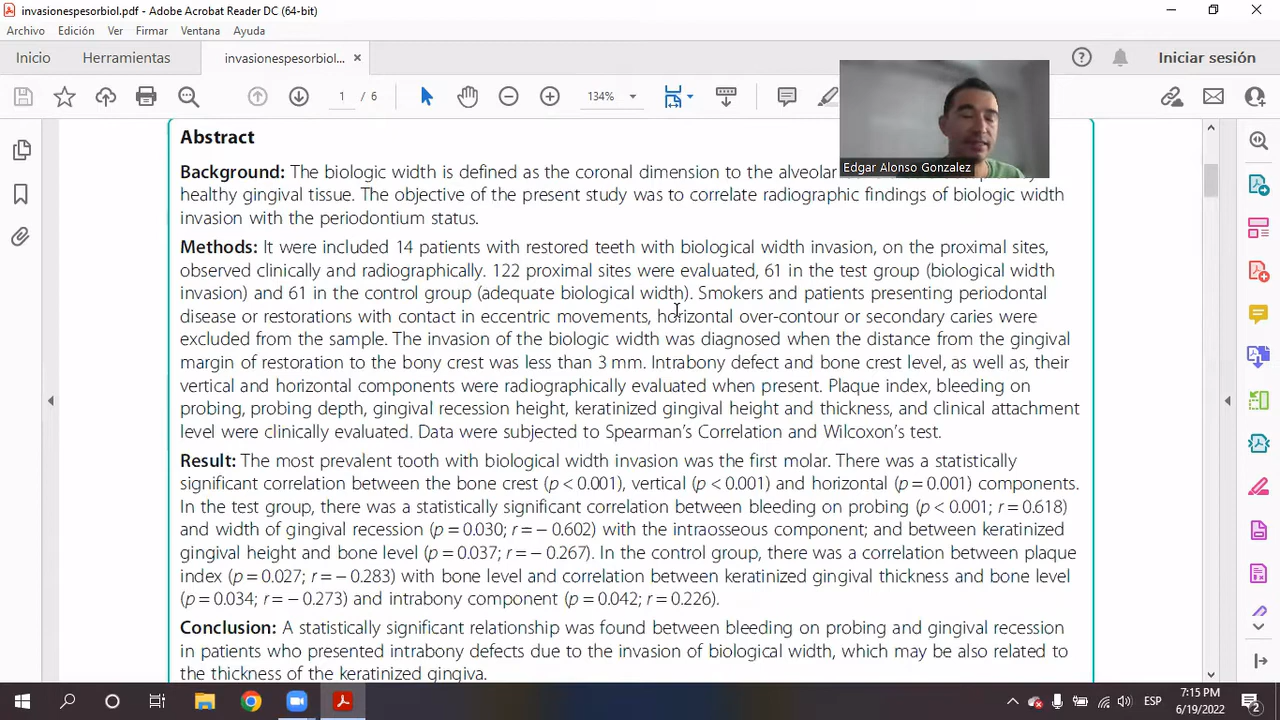 invasionespesorbiol.pdf - Adobe Acrobat Reader DC (64-bit)
Archivo Edición Ver Firmar Ventana Ayuda
Inicio Herramientas invasionespesorbiol... × Iniciar sesión
1 / 6 134%
Edgar Alonso Gonzalez
Abstract
Background: The biologic width is defined as the coronal dimension to the alveolar
healthy gingival tissue. The objective of the present study was to correlate radiographic findings of biologic width
invasion with the periodontium status.
Methods: It were included 14 patients with restored teeth with biological width invasion, on the proximal sites,
observed clinically and radiographically. 122 proximal sites were evaluated, 61 in the test group (biological width
invasion) and 61 in the control group (adequate biological width). Smokers and patients presenting periodontal
disease or restorations with contact in eccentric movements, horizontal over-contour or secondary caries were
excluded from the sample. The invasion of the biologic width was diagnosed when the distance from the gingival
margin of restoration to the bony crest was less than 3 mm. Intrabony defect and bone crest level, as well as, their
vertical and horizontal components were radiographically evaluated when present. Plaque index, bleeding on
probing, probing depth, gingival recession height, keratinized gingival height and thickness, and clinical attachment
level were clinically evaluated. Data were subjected to Spearman's Correlation and Wilcoxon's test.
Result: The most prevalent tooth with biological width invasion was the first molar. There was a statistically
significant correlation between the bone crest (p < 0.001), vertical (p < 0.001) and horizontal (p = 0.001) components.
In the test group, there was a statistically significant correlation between bleeding on probing (p < 0.001; r = 0.618)
and width of gingival recession (p = 0.030; r = − 0.602) with the intraosseous component; and between keratinized
gingival height and bone level (p = 0.037; r = − 0.267). In the control group, there was a correlation between plaque
index (p = 0.027; r = − 0.283) with bone level and correlation between keratinized gingival thickness and bone level
(p = 0.034; r = − 0.273) and intrabony component (p = 0.042; r = 0.226).
Conclusion: A statistically significant relationship was found between bleeding on probing and gingival recession
in patients who presented intrabony defects due to the invasion of biological width, which may be also related to
the thickness of the keratinized gingiva.
ESP 7:15 PM
6/19/2022 2